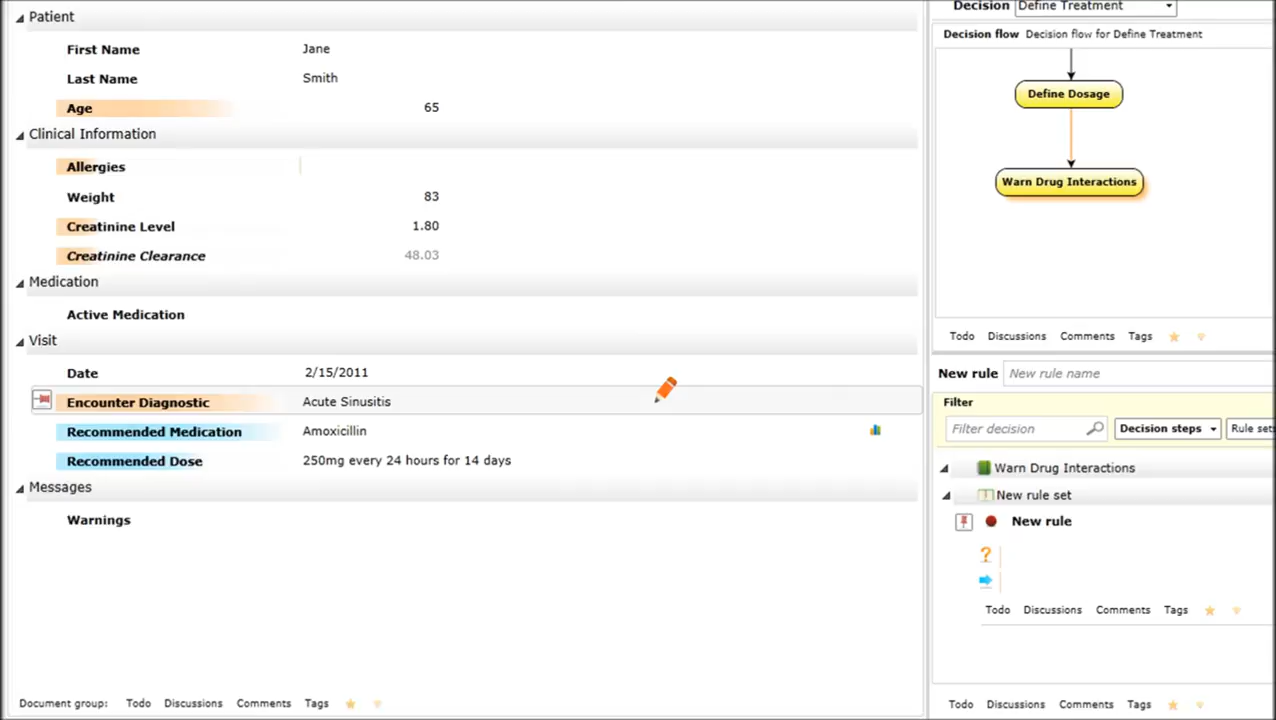 Patient
First Name Jane
Last Name Smith
Age 65
Clinical Information
Allergies
Weight 83
Creatinine Level 1.80
Creatinine Clearance 48.03
Medication
Active Medication
Visit
Date 2/15/2011
Encounter Diagnostic Acute Sinusitis
Recommended Medication Amoxicillin
Recommended Dose 250mg every 24 hours for 14 days
Messages
Warnings
Document group: Todo Discussions Comments Tags
Decision Define Treatment
Decision flow Decision flow for Define Treatment
Define Dosage
Warn Drug Interactions
Todo Discussions Comments Tags
New rule New rule name
Filter
Filter decision Decision steps Rule sets
Warn Drug Interactions
New rule set
New rule
?
Todo Discussions Comments Tags
Todo Discussions Comments Tags